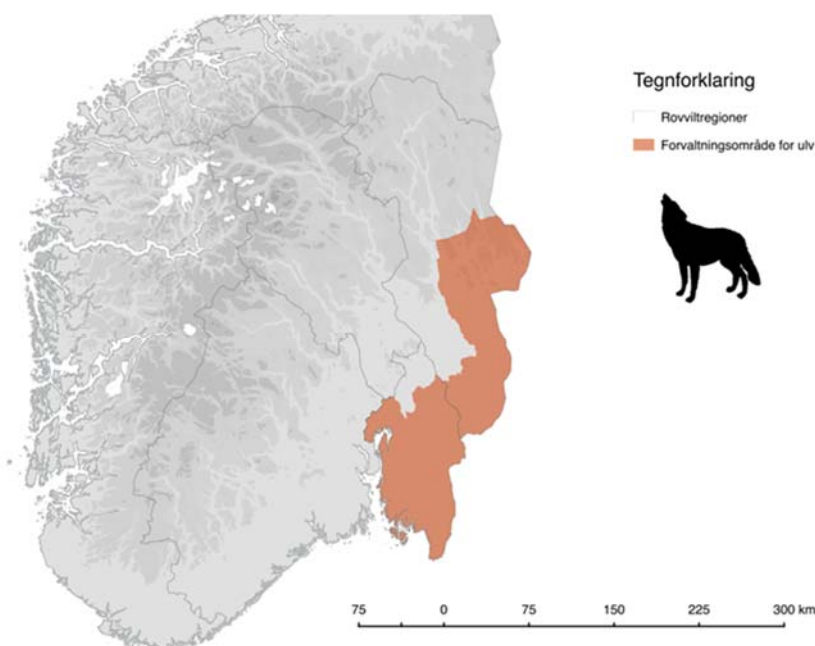 Tegnforklaring
Rovviltregioner
Forvaltningsområde for ulv
75 0 75 150 225 300 km